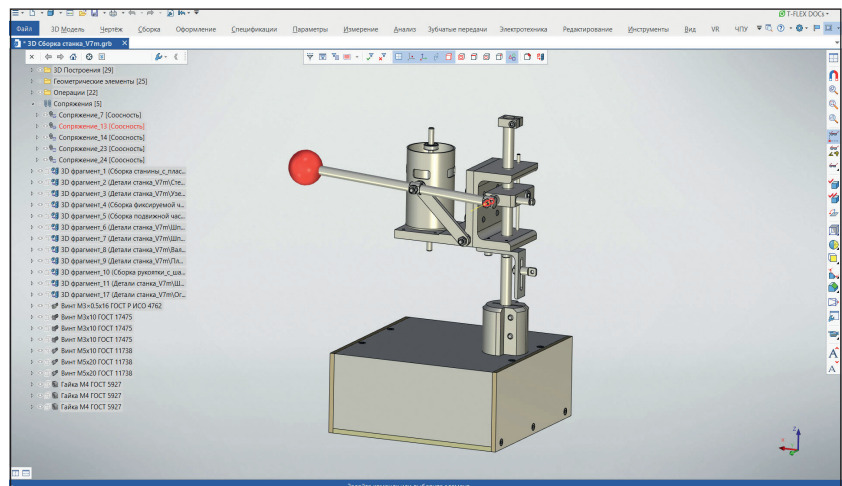 T-FLEX DOCs
Файл 3D Модель Чертёж Сборка Оформление Спецификации Параметры Измерение Анализ Зубчатые передачи Электротехника Редактирование Инструменты Вид VR ЧПУ
* 3D Сборка станка_V7m.grb X
3D Построения [29]
Геометрические элементы [25]
Операции [22]
Сопряжения [5]
Сопряжение_7 [Соосность]
Сопряжение_13 [Соосность]
Сопряжение_14 [Соосность]
Сопряжение_23 [Соосность]
Сопряжение_24 [Соосность]
3D фрагмент_1 (Сборка станины_с_плас...
3D фрагмент_2 (Детали станка_V7m\Сте...
3D фрагмент_3 (Детали станка_V7m\Узе...
3D фрагмент_4 (Сборка фиксируемой ч...
3D фрагмент_5 (Сборка подвижной час...
3D фрагмент_6 (Детали станка_V7m\Шп...
3D фрагмент_7 (Детали станка_V7m\Шп...
3D фрагмент_8 (Детали станка_V7m\Вал...
3D фрагмент_9 (Детали станка_V7m\Пл...
3D фрагмент_10 (Сборка рукоятки_с_ша...
3D фрагмент_11 (Детали станка_V7m\Ш...
3D фрагмент_17 (Детали станка_V7m\Ог...
Винт М3×0.5х16 ГОСТ Р ИСО 4762
Винт М3х10 ГОСТ 17475
Винт М3х10 ГОСТ 17475
Винт М3х10 ГОСТ 17475
Винт М5х10 ГОСТ 11738
Винт М5х20 ГОСТ 11738
Винт М5х20 ГОСТ 11738
Гайка М4 ГОСТ 5927
Гайка М4 ГОСТ 5927
Гайка М4 ГОСТ 5927
Z